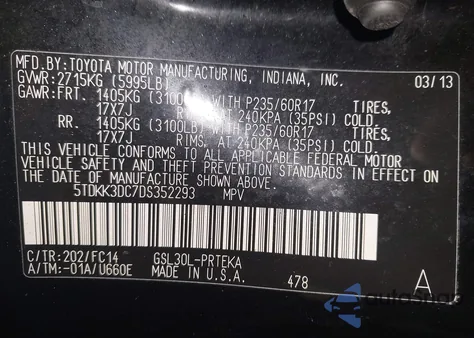 MFD.BY:TOYOTA MOTOR MANUFACTURING, INDIANA, INC.
GVWR: 2715KG (5995LB) 03/13
GAWR:FRT. 1405KG (3100LB) WITH P235/60R17 TIRES,
17X7J RIMS, AT 240KPA (35PSI) COLD.
RR. 1405KG (3100LB) WITH P235/60R17 TIRES,
17X7J RIMS, AT 240KPA (35PSI) COLD.
THIS VEHICLE CONFORMS TO ALL APPLICABLE FEDERAL MOTOR
VEHICLE SAFETY AND THEFT PREVENTION STANDARDS IN EFFECT ON
THE DATE OF MANUFACTURE SHOWN ABOVE.
5TDKK3DC7DS352293 MPV
C/TR:202/FC14 GSL30L-PRTEKA
A/TM:-01A/U660E MADE IN U.S.A. 478 A